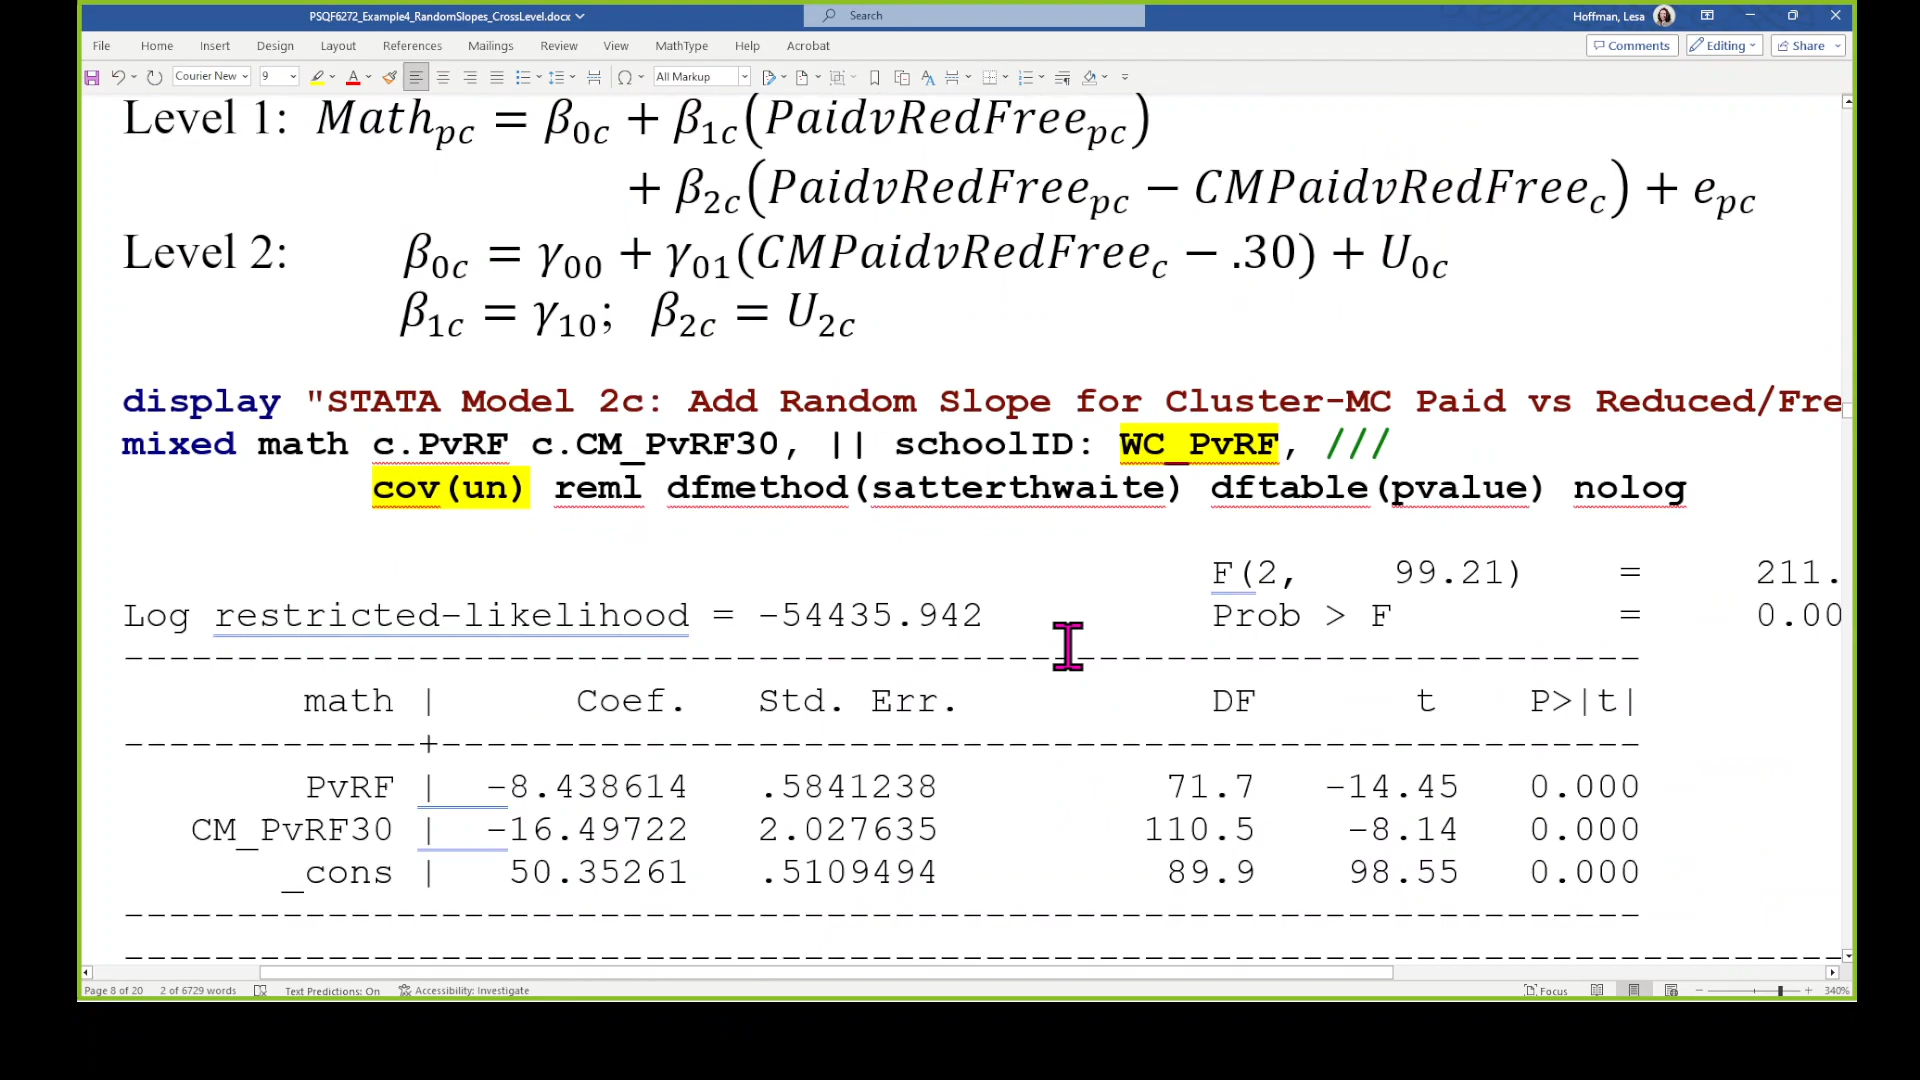 PSQF6272_Example4_RandomSlopes_CrossLevel.docx
Search
Hoffman, Lesa
File Home Insert Design Layout References Mailings Review View MathType Help Acrobat
Comments Editing Share
Courier New 9 All Markup
Level 1: Math_pc = β_0c + β_1c(PaidvRedFree_pc)
+ β_2c(PaidvRedFree_pc − CMPaidvRedFree_c) + e_pc
Level 2: β_0c = γ_00 + γ_01(CMPaidvRedFree_c − .30) + U_0c
β_1c = γ_10; β_2c = U_2c
display "STATA Model 2c: Add Random Slope for Cluster-MC Paid vs Reduced/Fre
mixed math c.PvRF c.CM_PvRF30, || schoolID: WC_PvRF, ///
cov(un) reml dfmethod(satterthwaite) dftable(pvalue) nolog
F(2, 99.21) = 211.
Log restricted-likelihood = -54435.942 Prob > F = 0.00
-------------------------------------------------------------------
math | Coef. Std. Err. DF t P>|t|
-------------+-----------------------------------------------------
PvRF | -8.438614 .5841238 71.7 -14.45 0.000
CM_PvRF30 | -16.49722 2.027635 110.5 -8.14 0.000
_cons | 50.35261 .5109494 89.9 98.55 0.000
-------------------------------------------------------------------
Page 8 of 20 2 of 6729 words Text Predictions: On Accessibility: Investigate Focus 340%